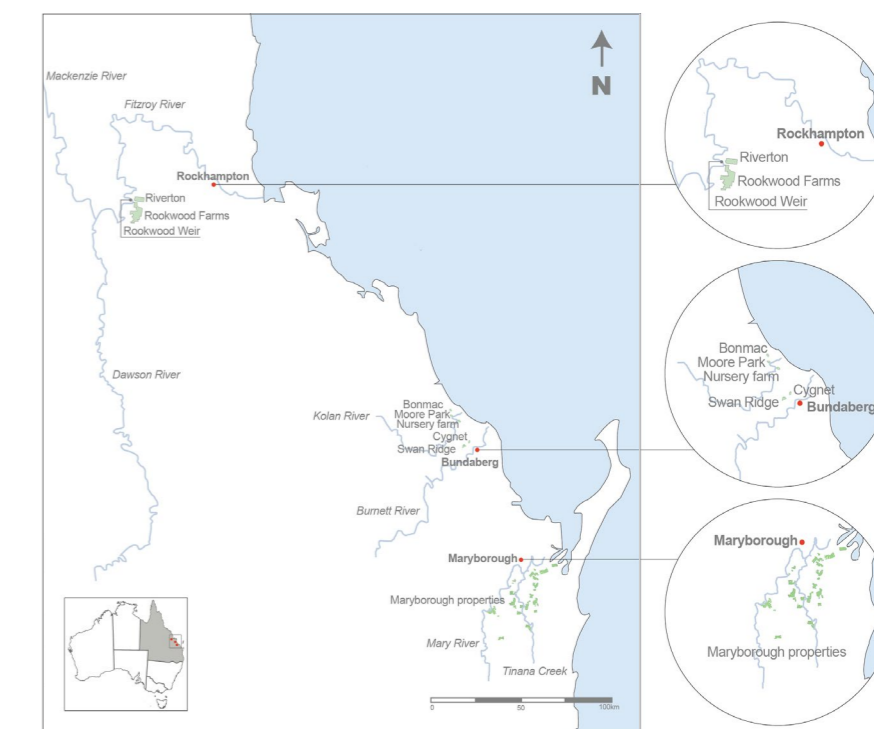 Mackenzie River
Fitzroy River
Rockhampton
Riverton
Rookwood Farms
Rookwood Weir
Dawson River
Kolan River
Bonmac
Moore Park
Nursery farm
Cygnet
Swan Ridge
Bundaberg
Burnett River
Maryborough
Maryborough properties
Mary River
Tinana Creek
0 50 100km
N
Rockhampton
Riverton
Rookwood Farms
Rookwood Weir
Bonmac
Moore Park
Nursery farm
Cygnet
Swan Ridge
Bundaberg
Maryborough
Maryborough properties